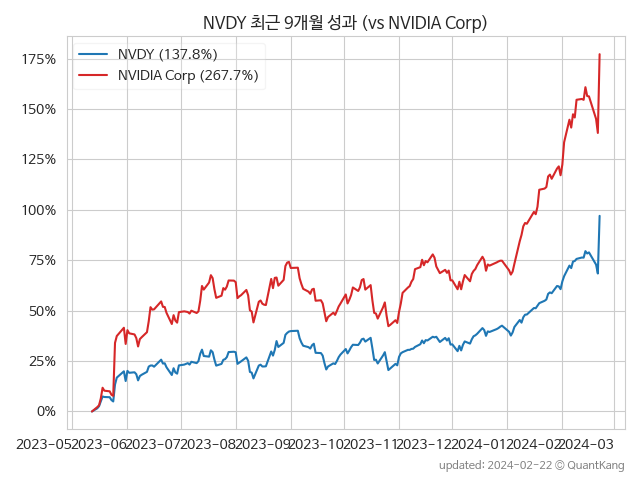 NVDY 최근 9개월 성과 (vs NVIDIA Corp)
NVDY (137.8%)
NVIDIA Corp (267.7%)
175%
150%
125%
100%
75%
50%
25%
0%
2023-05 2023-06 2023-07 2023-08 2023-09 2023-10 2023-11 2023-12 2024-01 2024-02 2024-03
updated: 2024-02-22 © QuantKang